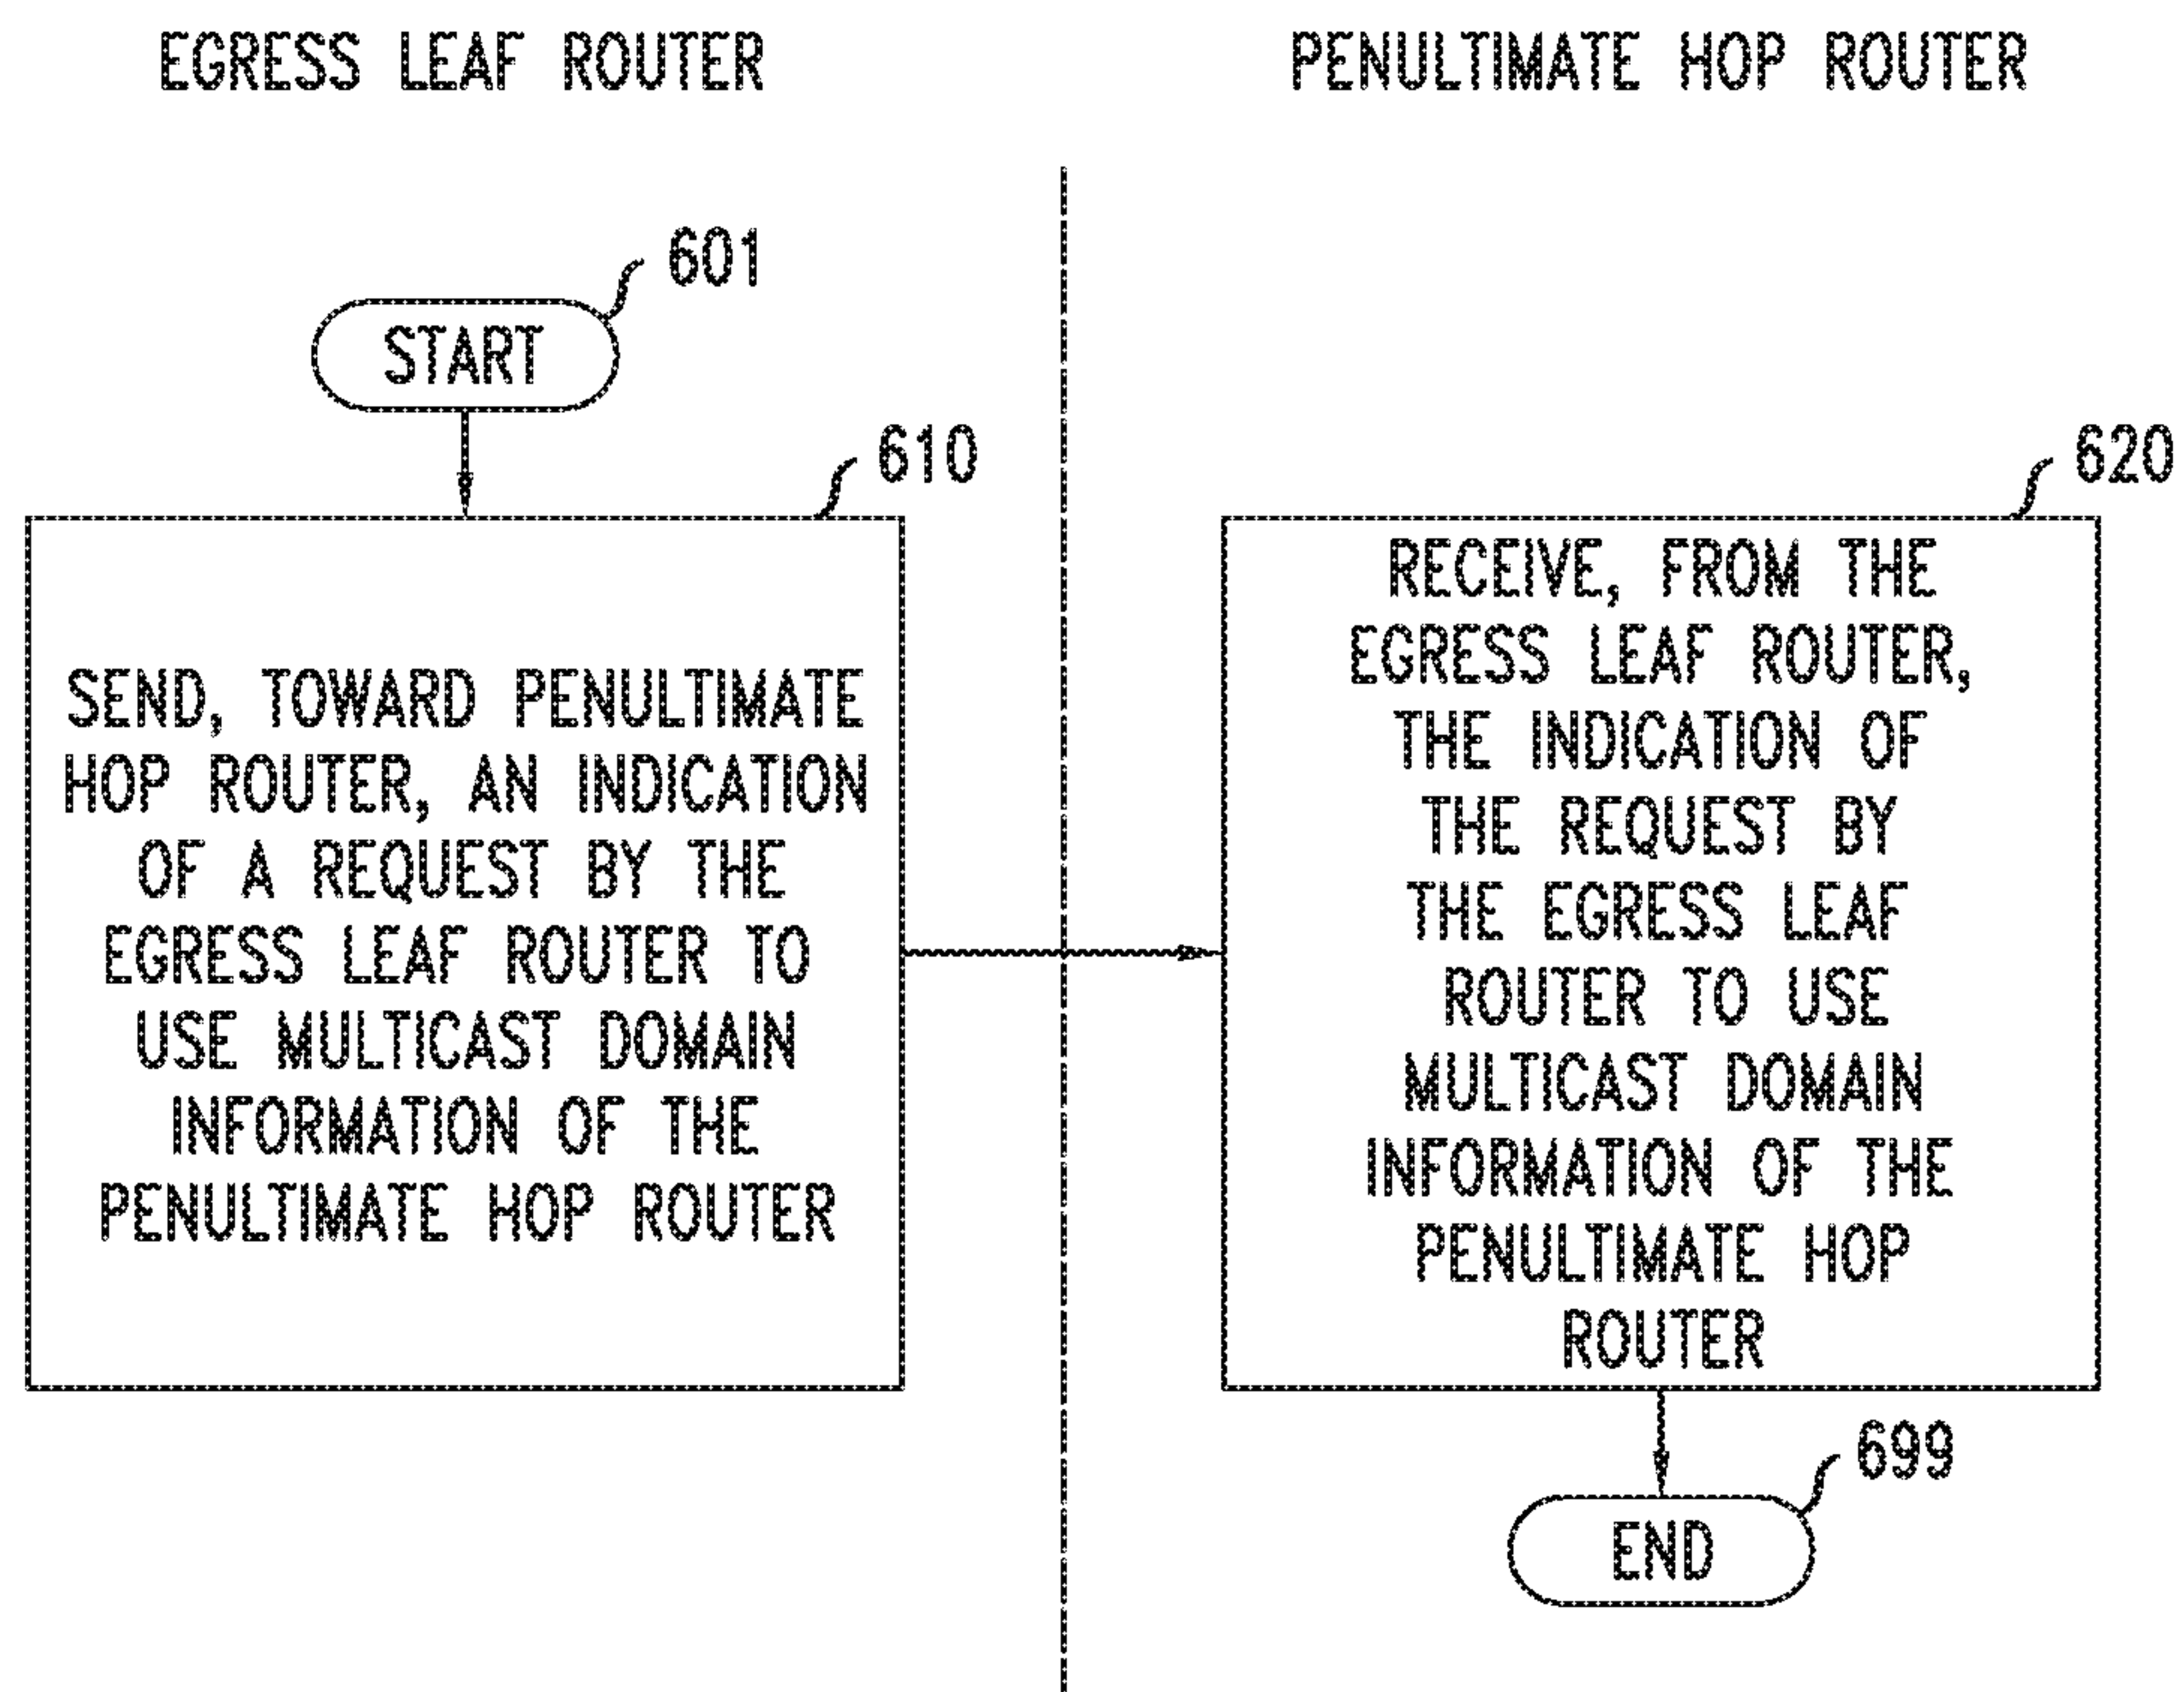 EGRESS LEAF ROUTER
PENULTIMATE HOP ROUTER
601
START
610
SEND, TOWARD PENULTIMATE
HOP ROUTER, AN INDICATION
OF A REQUEST BY THE
EGRESS LEAF ROUTER TO
USE MULTICAST DOMAIN
INFORMATION OF THE
PENULTIMATE HOP ROUTER
620
RECEIVE, FROM THE
EGRESS LEAF ROUTER,
THE INDICATION OF
THE REQUEST BY
THE EGRESS LEAF
ROUTER TO USE
MULTICAST DOMAIN
INFORMATION OF THE
PENULTIMATE HOP
ROUTER
699
END